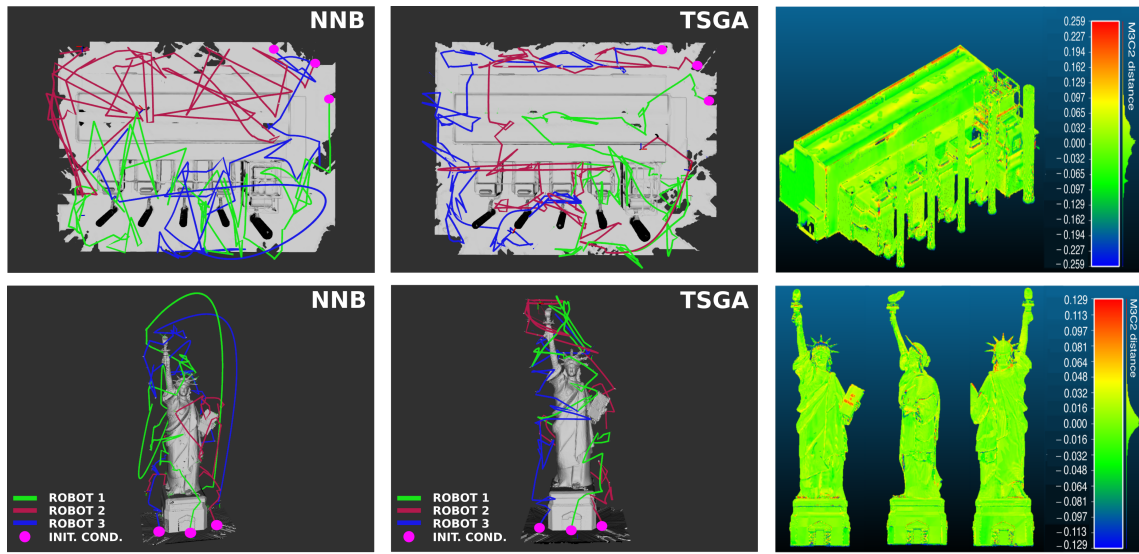 NNB
TSGA
0.259
0.227
0.194
0.162
0.129
0.097
0.065
0.032
0.000
−0.032
−0.065
−0.097
−0.129
−0.162
−0.194
−0.227
−0.259
M3C2 distance
NNB
ROBOT 1
ROBOT 2
ROBOT 3
INIT. COND.
TSGA
ROBOT 1
ROBOT 2
ROBOT 3
INIT. COND.
0.129
0.113
0.097
0.081
0.064
0.048
0.032
0.016
0.000
−0.016
−0.032
−0.048
−0.064
−0.081
−0.097
−0.113
−0.129
M3C2 distance